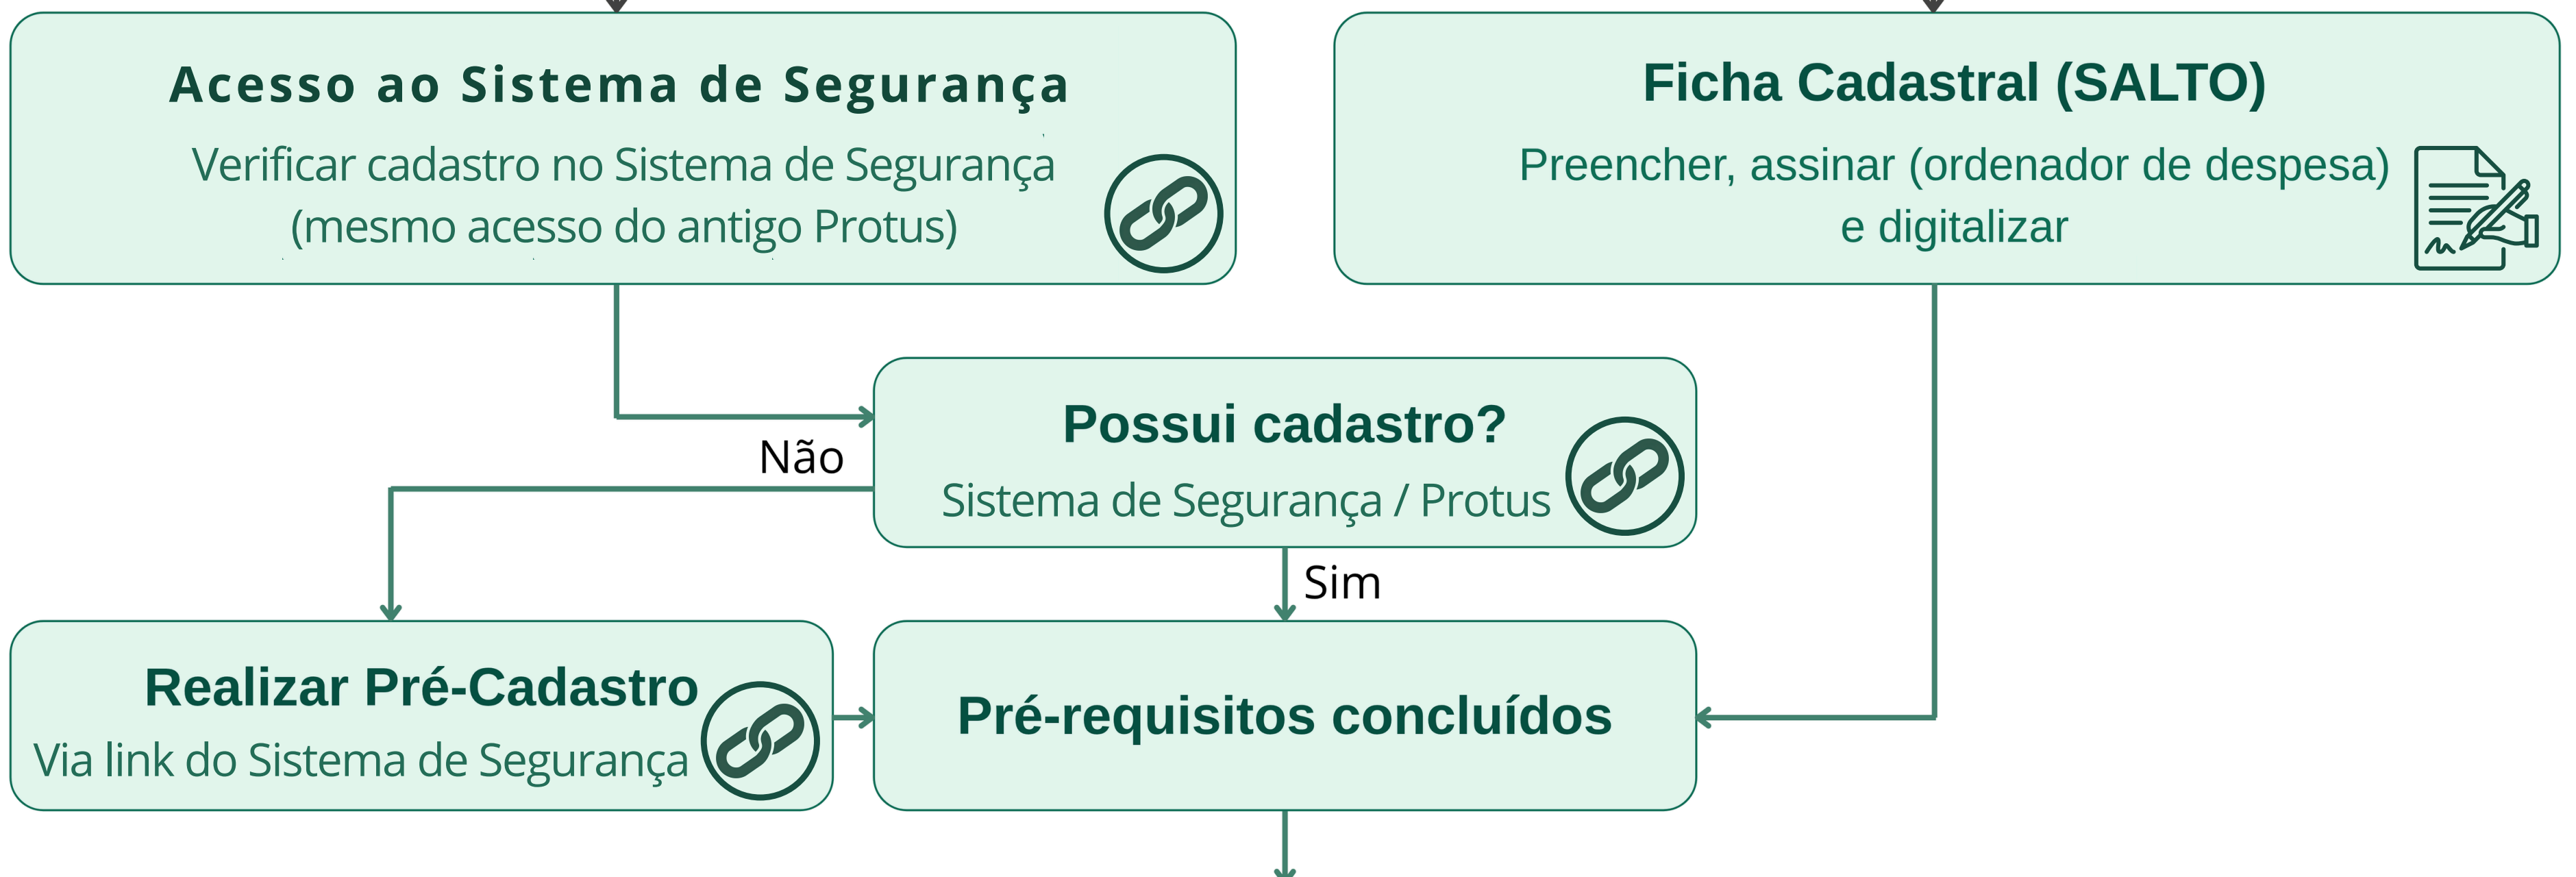 Acesso ao Sistema de Segurança
Verificar cadastro no Sistema de Segurança
(mesmo acesso do antigo Protus)
Ficha Cadastral (SALTO)
Preencher, assinar (ordenador de despesa)
e digitalizar
Possui cadastro?
Sistema de Segurança / Protus
Não
Sim
Realizar Pré-Cadastro
Via link do Sistema de Segurança
Pré-requisitos concluídos